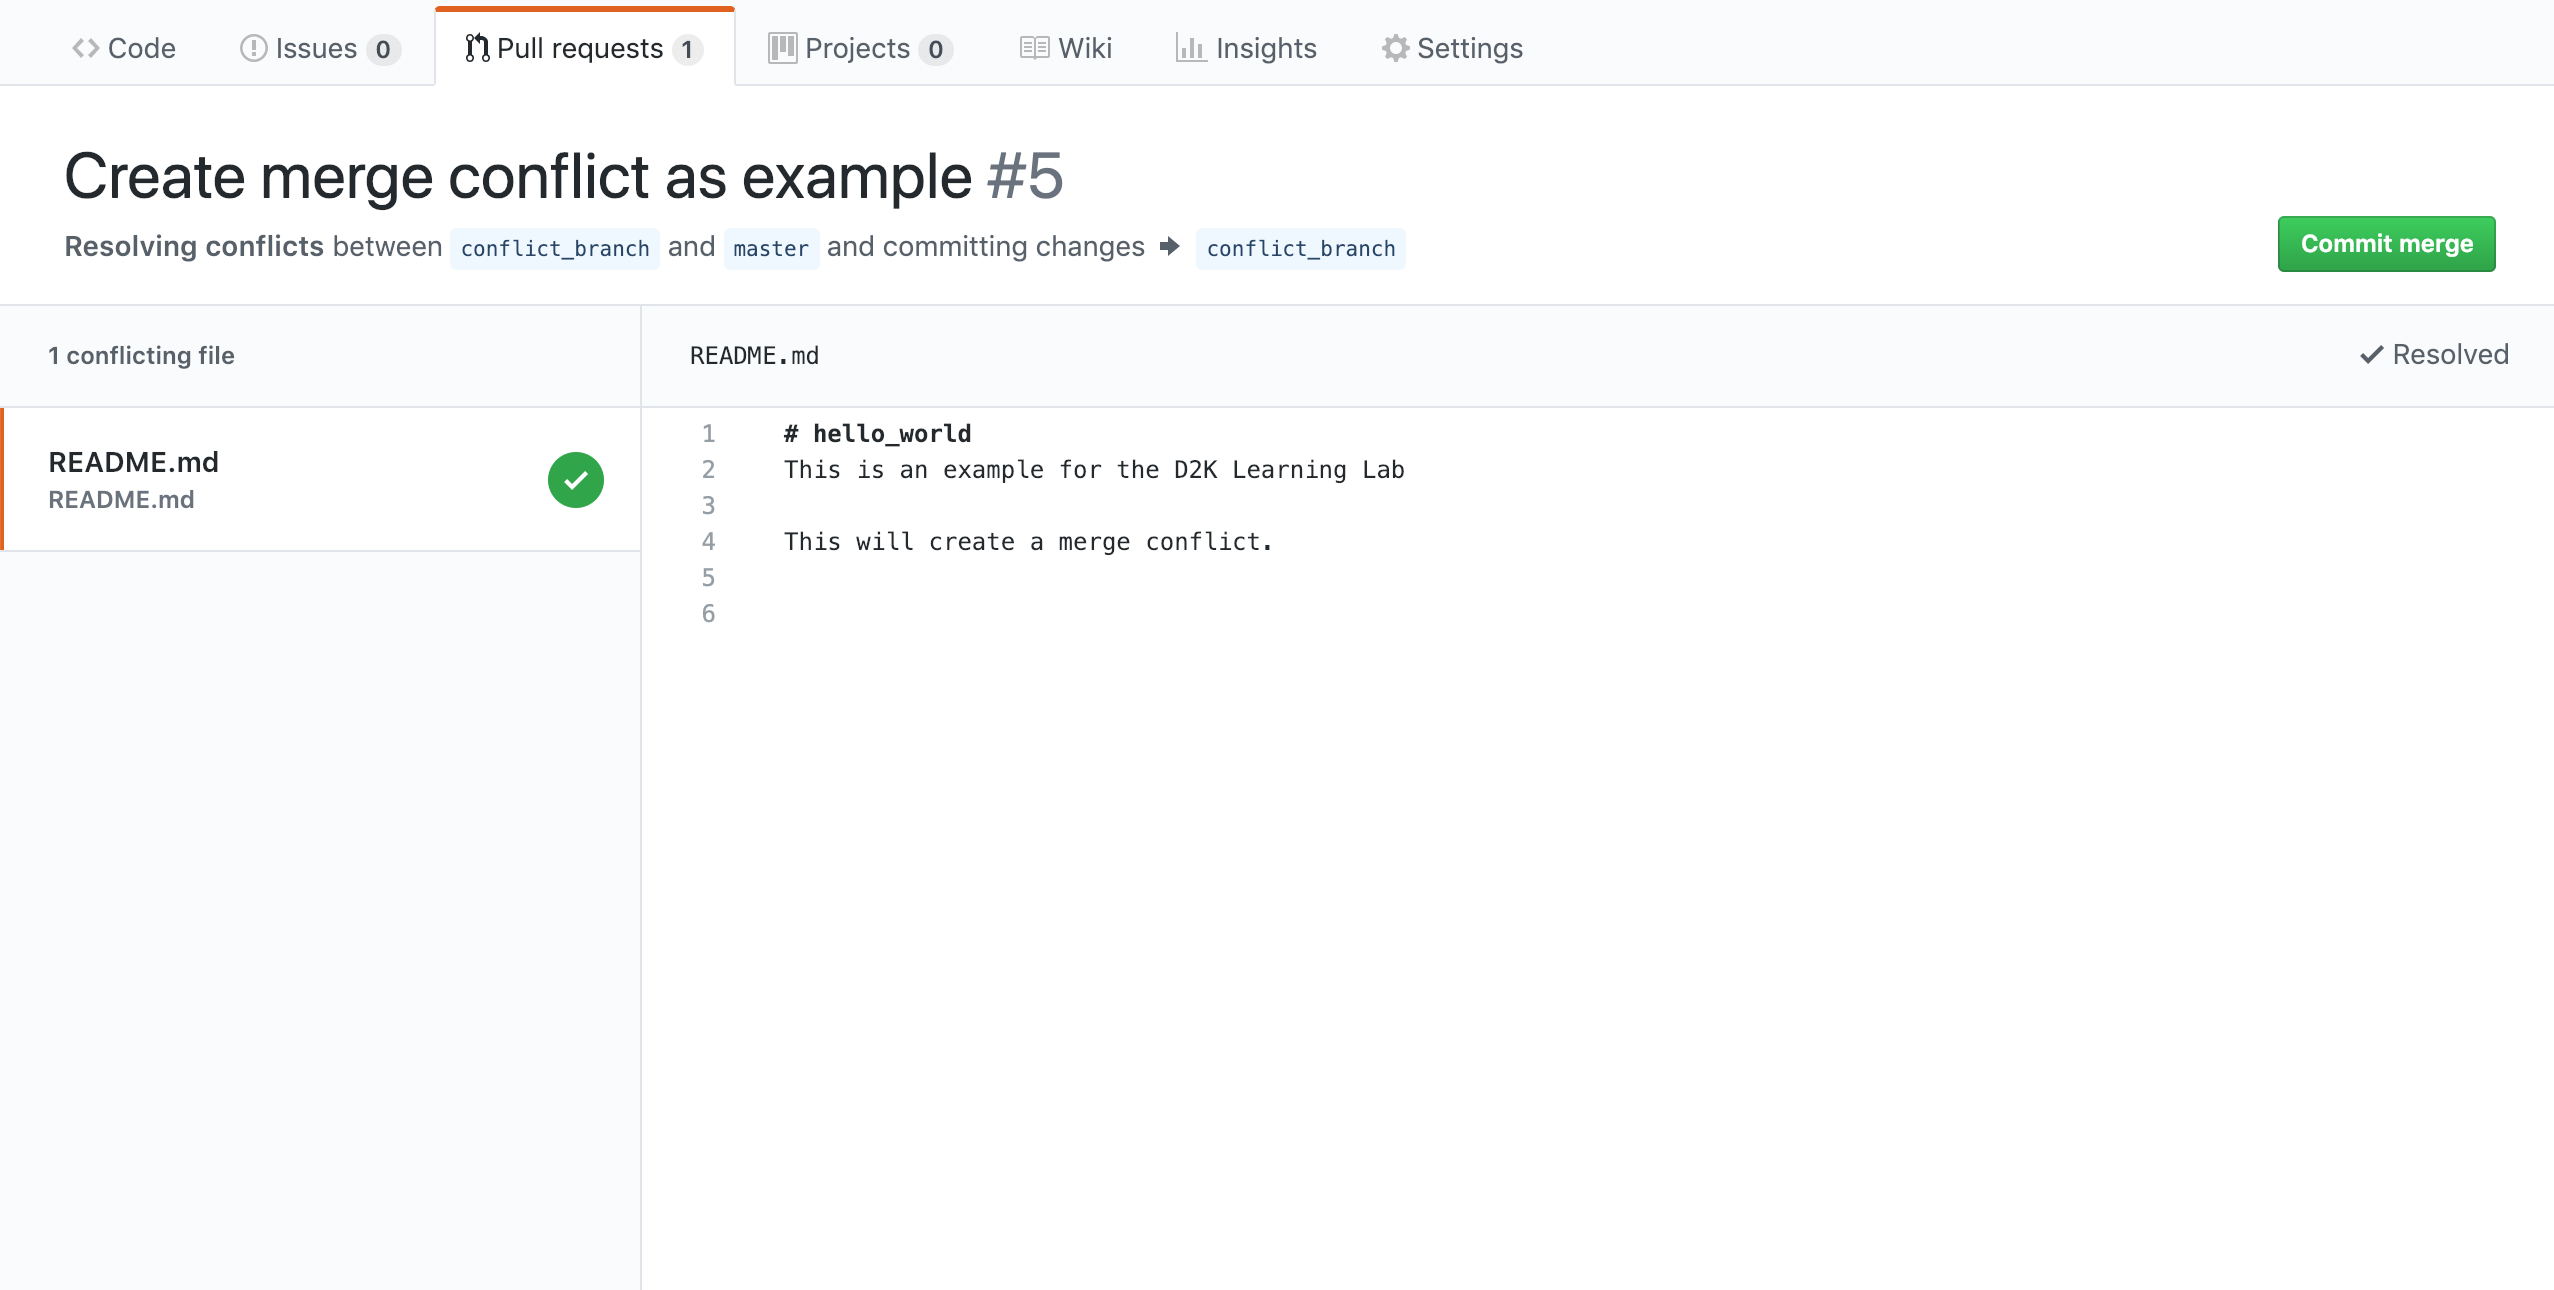 Code Issues 0 Pull requests 1 Projects 0 Wiki Insights Settings
Create merge conflict as example #5
Resolving conflicts between conflict_branch and master and committing changes conflict_branch
Commit merge
1 conflicting file
README.md
Resolved
README.md
README.md
1 # hello_world
2 This is an example for the D2K Learning Lab
3
4 This will create a merge conflict.
5
6